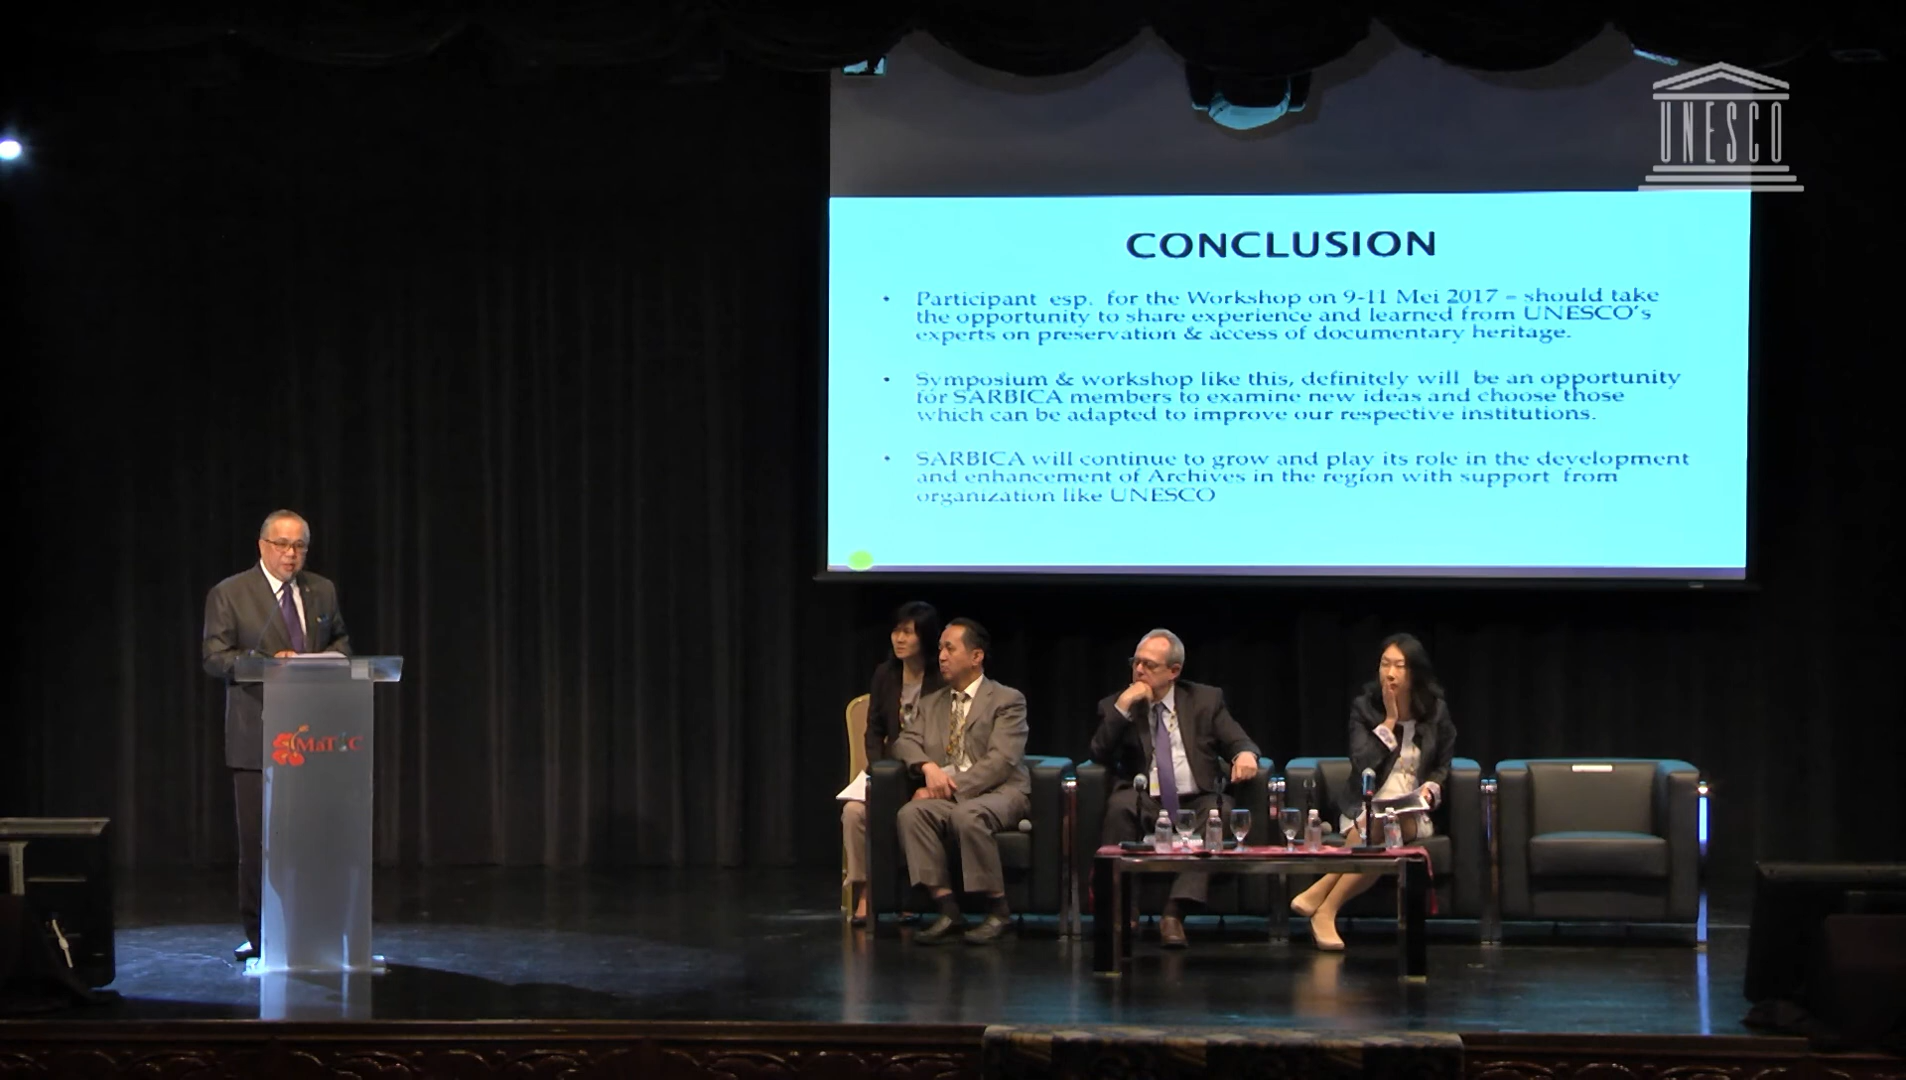 UNESCO
CONCLUSION
• Participant esp. for the Workshop on 9-11 Mei 2017 – should take
the opportunity to share experience and learned from UNESCO's
experts on preservation & access of documentary heritage.
• Symposium & workshop like this, definitely will be an opportunity
for SARBICA members to examine new ideas and choose those
which can be adapted to improve our respective institutions.
• SARBICA will continue to grow and play its role in the development
and enhancement of Archives in the region with support from
organization like UNESCO
MaTiC